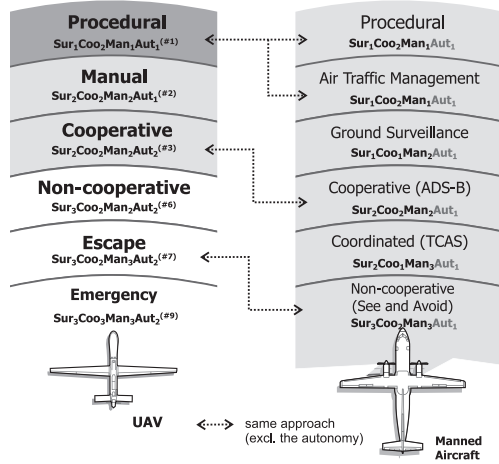 Procedural
Sur₁Coo₂Man₁Aut₁⁽#¹⁾
Manual
Sur₂Coo₂Man₂Aut₁⁽#²⁾
Cooperative
Sur₂Coo₂Man₂Aut₂⁽#³⁾
Non-cooperative
Sur₃Coo₂Man₂Aut₂⁽#⁶⁾
Escape
Sur₃Coo₂Man₃Aut₂⁽#⁷⁾
Emergency
Sur₃Coo₃Man₃Aut₂⁽#⁹⁾
UAV
same approach
(excl. the autonomy)
Procedural
Sur₁Coo₂Man₁Aut₁
Air Traffic Management
Sur₁Coo₂Man₁Aut₁
Ground Surveillance
Sur₁Coo₁Man₂Aut₁
Cooperative (ADS-B)
Sur₂Coo₂Man₂Aut₁
Coordinated (TCAS)
Sur₂Coo₁Man₃Aut₁
Non-cooperative
(See and Avoid)
Sur₃Coo₂Man₃Aut₁
Manned
Aircraft